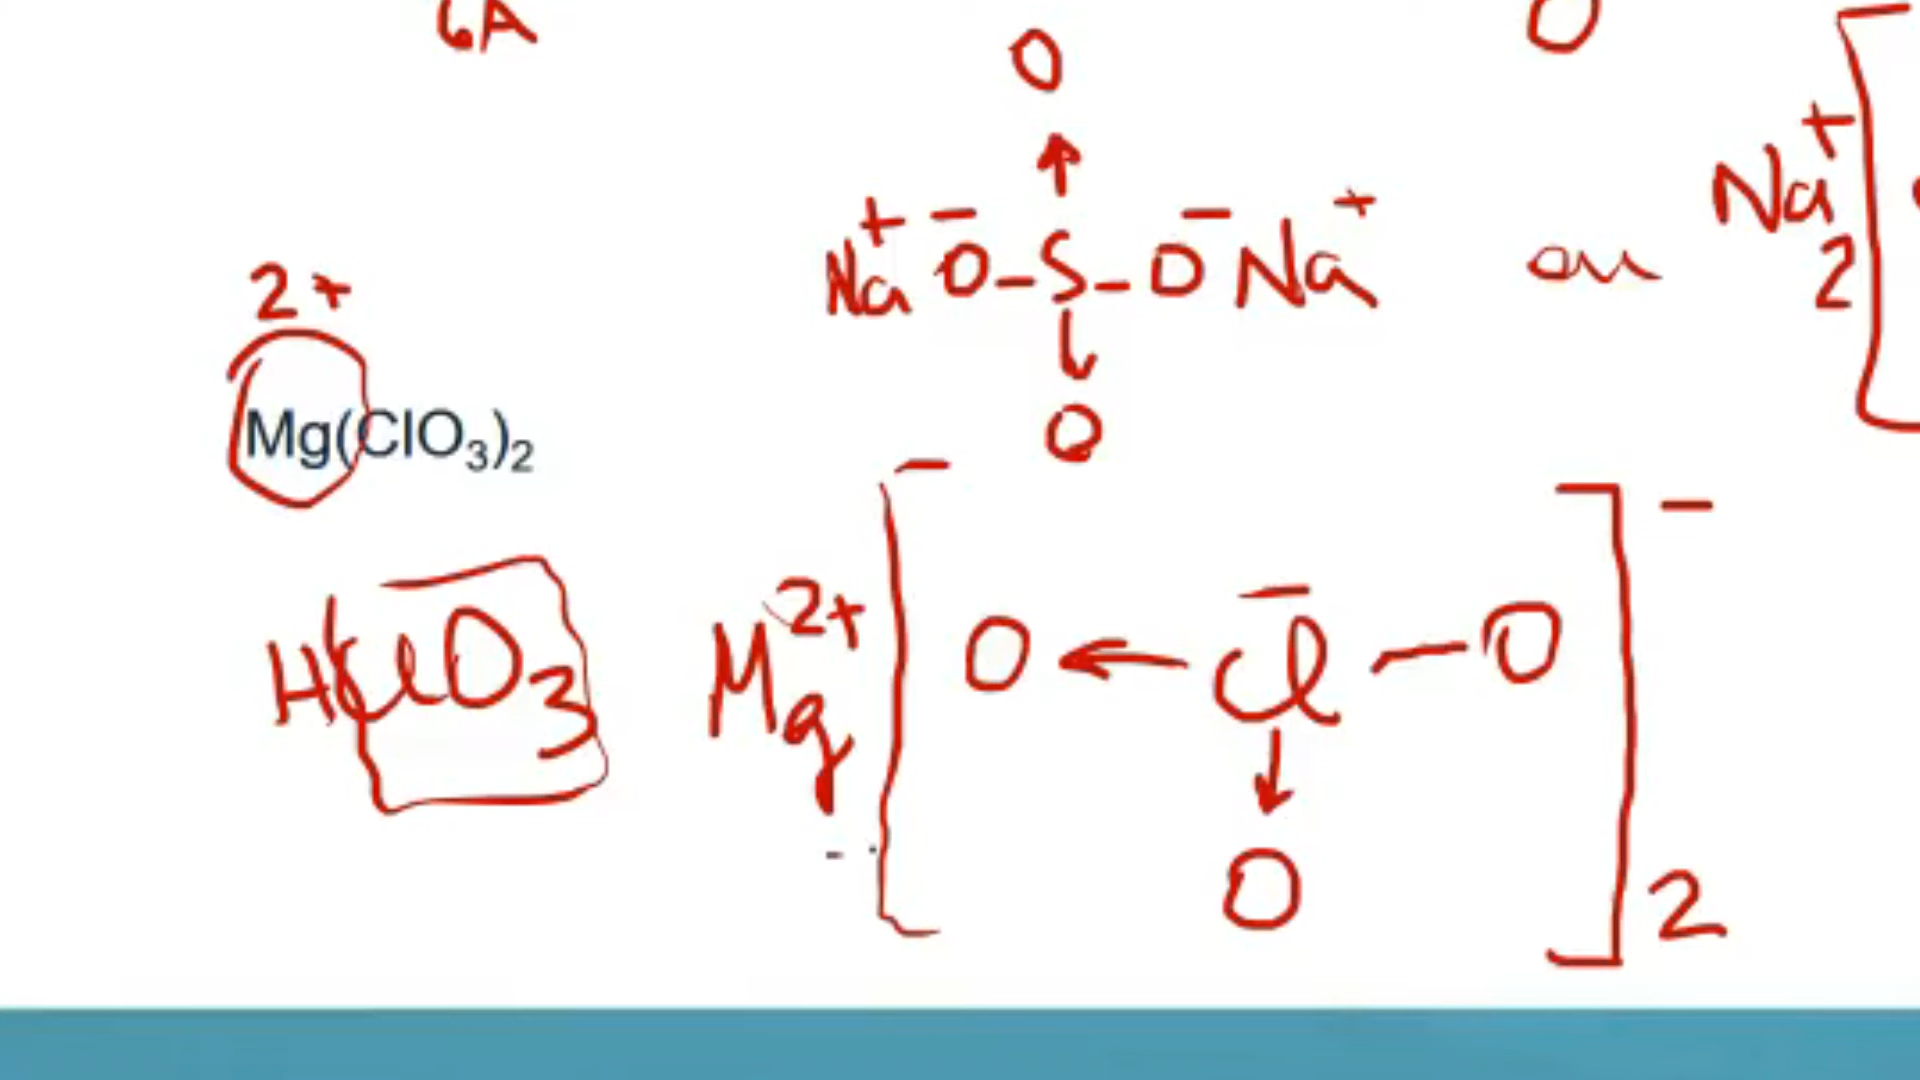 6A
O
O
Na⁺ ⁻O–S–O⁻ Na⁺
ou
Na⁺₂ [
O
2+
Mg(ClO₃)₂
HClO₃
Mg²⁺ [ O ← Cl – O ]⁻ ₂
O